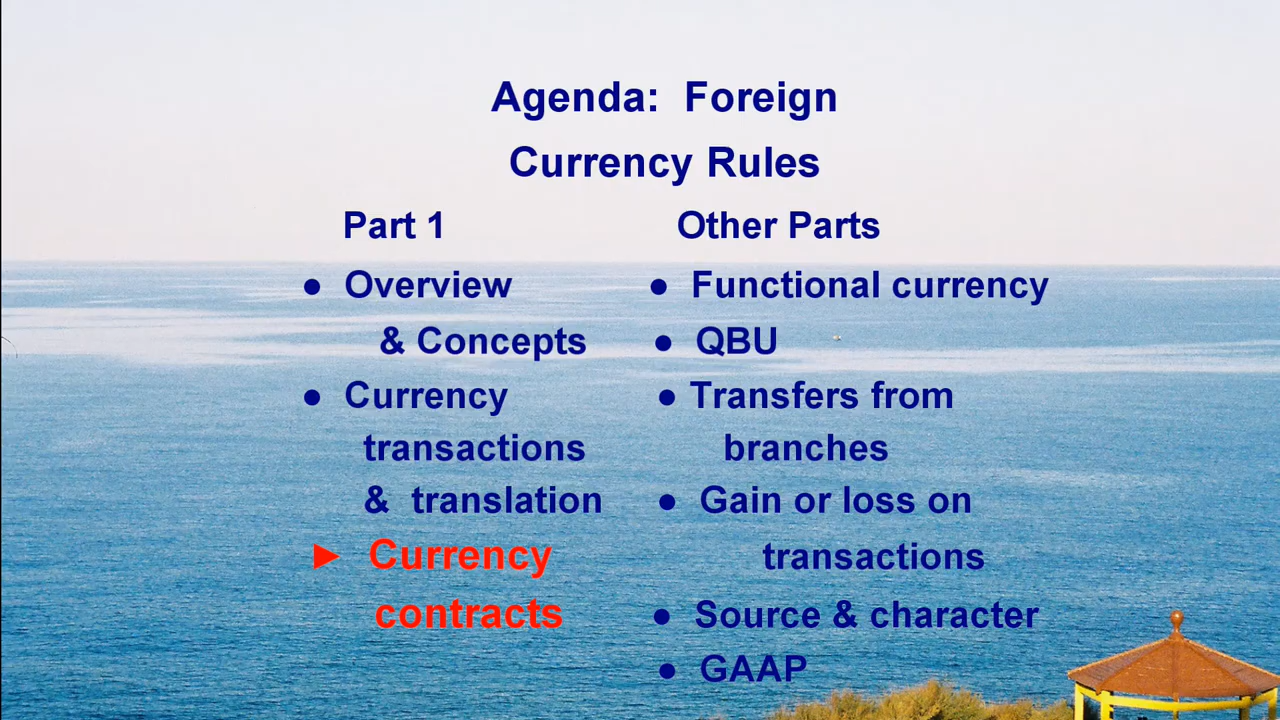 Agenda: Foreign
Currency Rules
Part 1
● Overview
& Concepts
● Currency
transactions
& translation
► Currency
contracts
Other Parts
● Functional currency
● QBU
● Transfers from
branches
● Gain or loss on
transactions
● Source & character
● GAAP